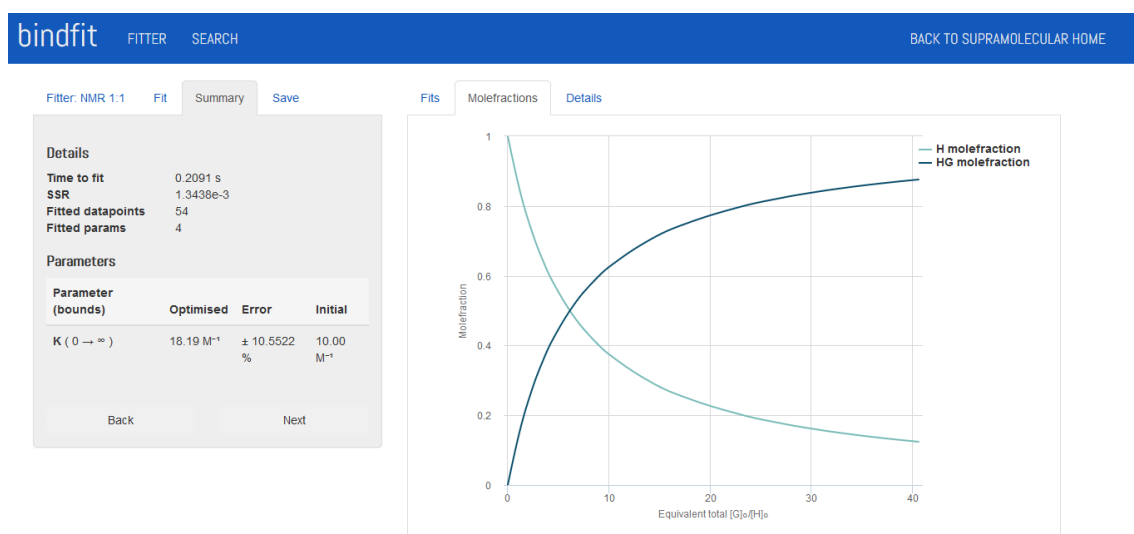 bindfit FITTER SEARCH BACK TO SUPRAMOLECULAR HOME
Fitter: NMR 1:1 Fit Summary Save
Details
Time to fit 0.2091 s
SSR 1.3438e-3
Fitted datapoints 54
Fitted params 4
Parameters
Parameter
(bounds) Optimised Error Initial
K ( 0 → ∞ ) 18.19 M⁻¹ ± 10.5522 10.00
% M⁻¹
Back Next
Fits Molefractions Details
H molefraction
HG molefraction
1
0.8
0.6
0.4
0.2
0
Molefraction
0 10 20 30 40
Equivalent total [G]₀/[H]₀